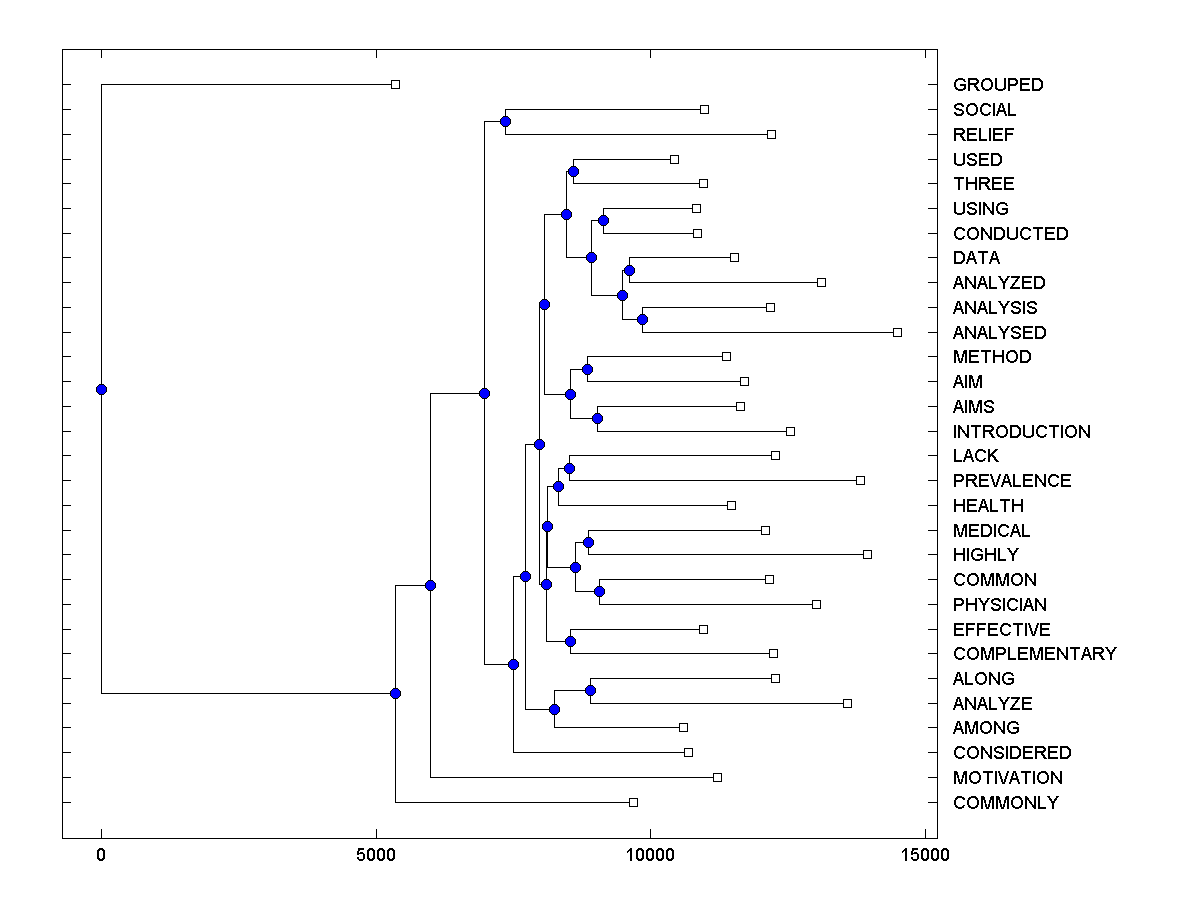 GROUPED
SOCIAL
RELIEF
USED
THREE
USING
CONDUCTED
DATA
ANALYZED
ANALYSIS
ANALYSED
METHOD
AIM
AIMS
INTRODUCTION
LACK
PREVALENCE
HEALTH
MEDICAL
HIGHLY
COMMON
PHYSICIAN
EFFECTIVE
COMPLEMENTARY
ALONG
ANALYZE
AMONG
CONSIDERED
MOTIVATION
COMMONLY
0 5000 10000 15000